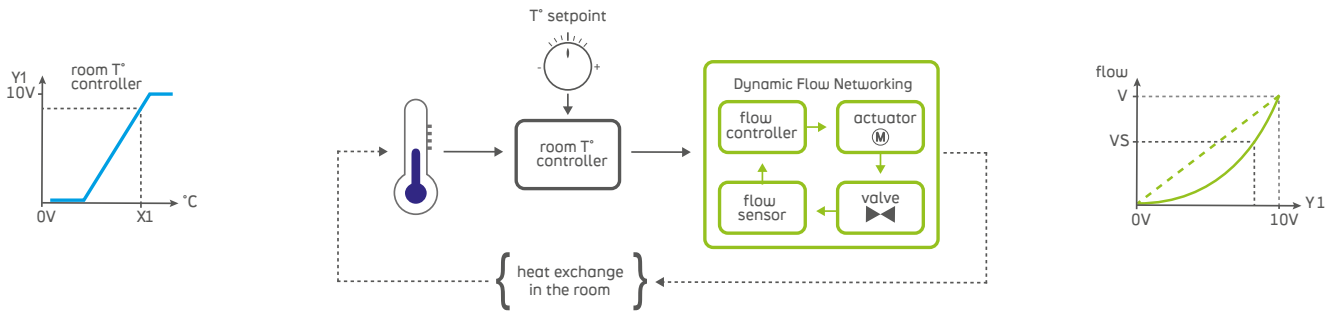 Y1
10V
room T°
controller
0V
X1
°C
T° setpoint
-
+
room T°
controller
Dynamic Flow Networking
flow
controller
actuator
M
flow
sensor
valve
heat exchange
in the room
flow
V
VS
0V
10V
Y1